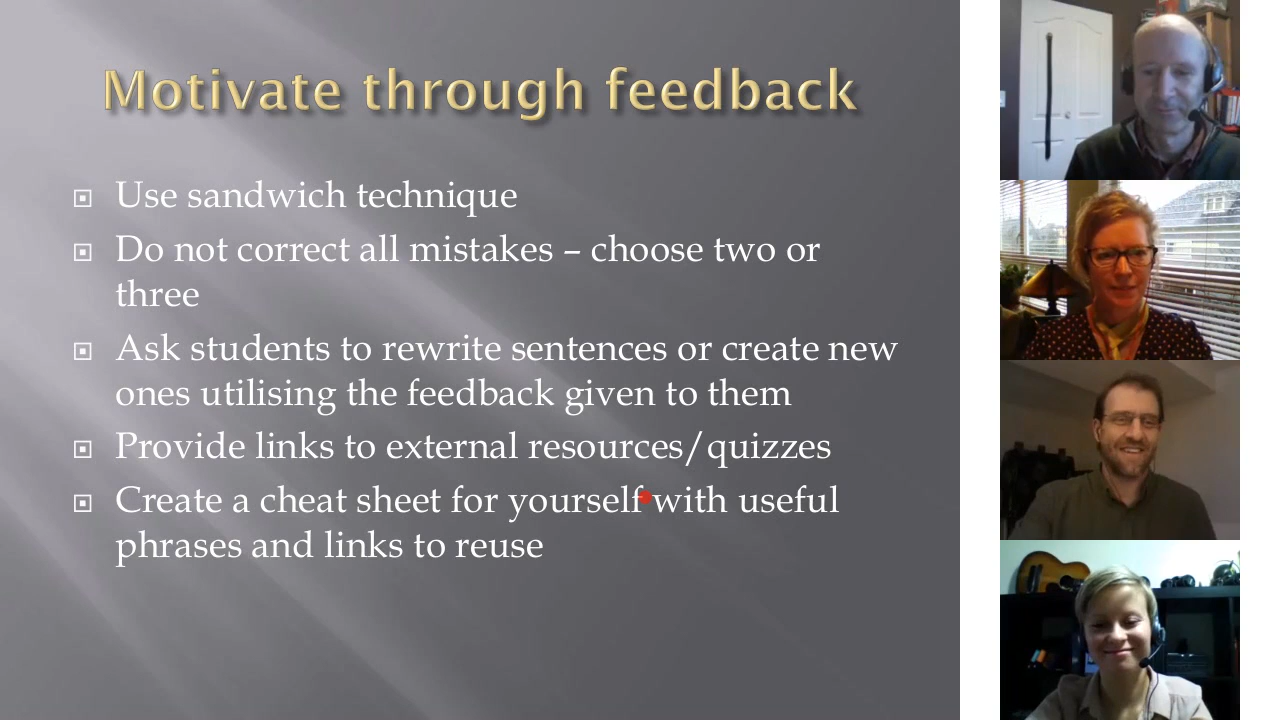 Motivate through feedback
Use sandwich technique
Do not correct all mistakes – choose two or
three
Ask students to rewrite sentences or create new
ones utilising the feedback given to them
Provide links to external resources/quizzes
Create a cheat sheet for yourself with useful
phrases and links to reuse